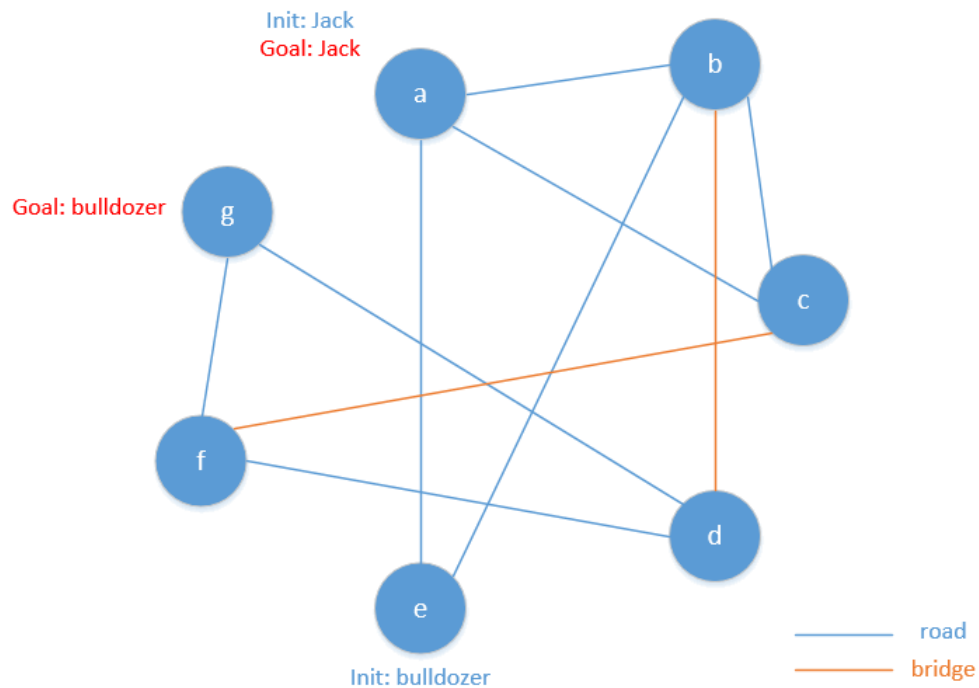 Init: Jack
Goal: Jack
a
b
Goal: bulldozer
g
c
f
d
e
Init: bulldozer
road
bridge